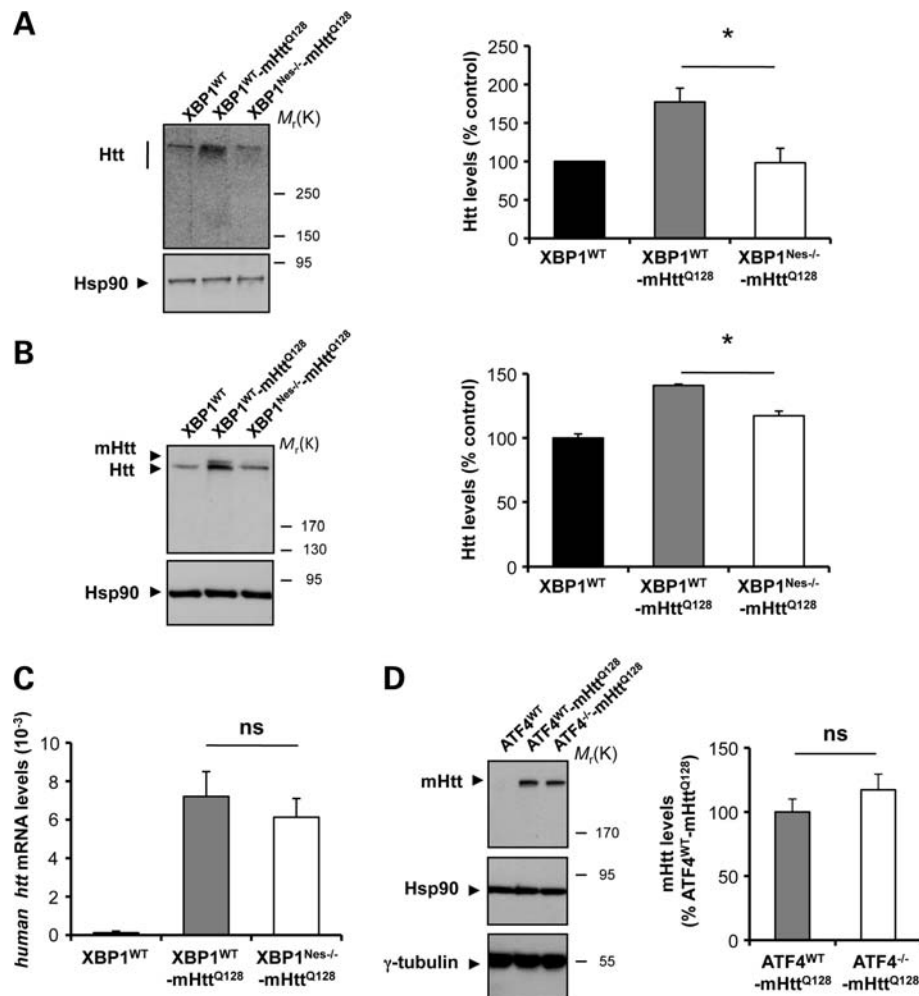 A
XBP1WT
XBP1WT-mHttQ128
XBP1Nes-/--mHttQ128
Mr(K)
Htt
250
150
95
Hsp90
Htt levels (% control)
250
200
150
100
50
0
*
XBP1WT
XBP1WT
-mHttQ128
XBP1Nes-/-
-mHttQ128
B
XBP1WT
XBP1WT-mHttQ128
XBP1Nes-/--mHttQ128
Mr(K)
mHtt
Htt
170
130
95
Hsp90
Htt levels (% control)
150
100
50
0
*
XBP1WT
XBP1WT
-mHttQ128
XBP1Nes-/-
-mHttQ128
C
human htt mRNA levels (10-3)
10
8
6
4
2
0
ns
XBP1WT
XBP1WT
-mHttQ128
XBP1Nes-/-
-mHttQ128
D
ATF4WT
ATF4WT-mHttQ128
ATF4-/--mHttQ128
Mr(K)
mHtt
170
95
Hsp90
γ-tubulin
55
mHtt levels
(% ATF4WT-mHttQ128)
150
100
50
0
ns
ATF4WT
-mHttQ128
ATF4-/-
-mHttQ128